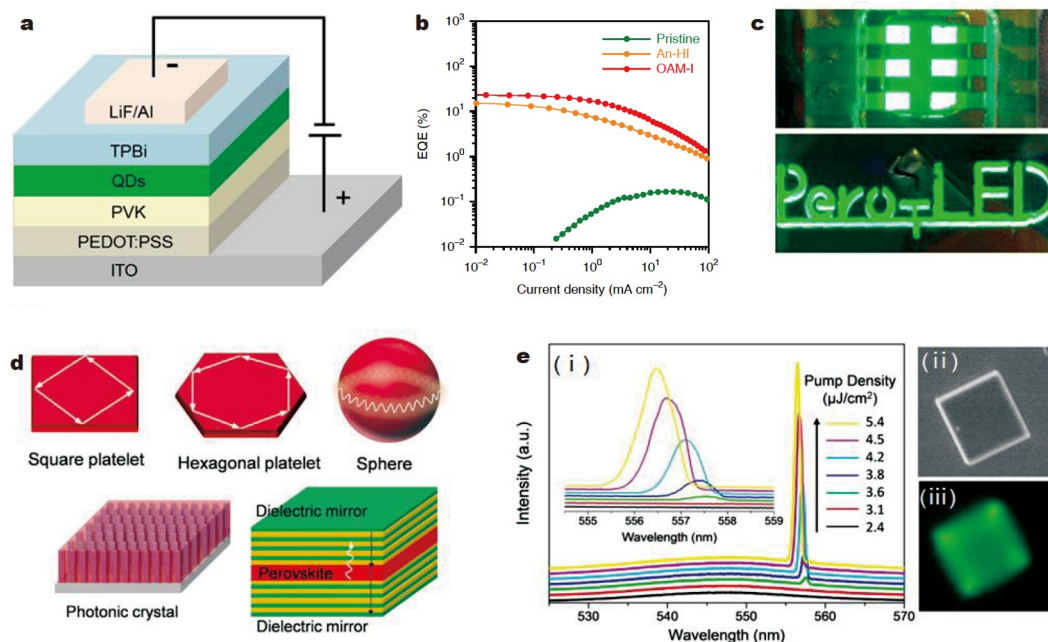 a
-
LiF/Al
TPBi
QDs
PVK
PEDOT:PSS
ITO
+
b
EQE (%)
10³
10²
10¹
10⁰
10⁻¹
10⁻²
Pristine
An-HI
OAM-I
10⁻² 10⁻¹ 10⁰ 10¹ 10²
Current density (mA cm⁻²)
c
Pero-LED
d
Square platelet
Hexagonal platelet
Sphere
Photonic crystal
Dielectric mirror
Perovskite
Dielectric mirror
e
(i)
Intensity (a.u.)
555 556 557 558 559
Wavelength (nm)
Pump Density
(μJ/cm²)
5.4
4.5
4.2
3.8
3.6
3.1
2.4
530 540 550 560 570
Wavelength (nm)
(ii)
(iii)